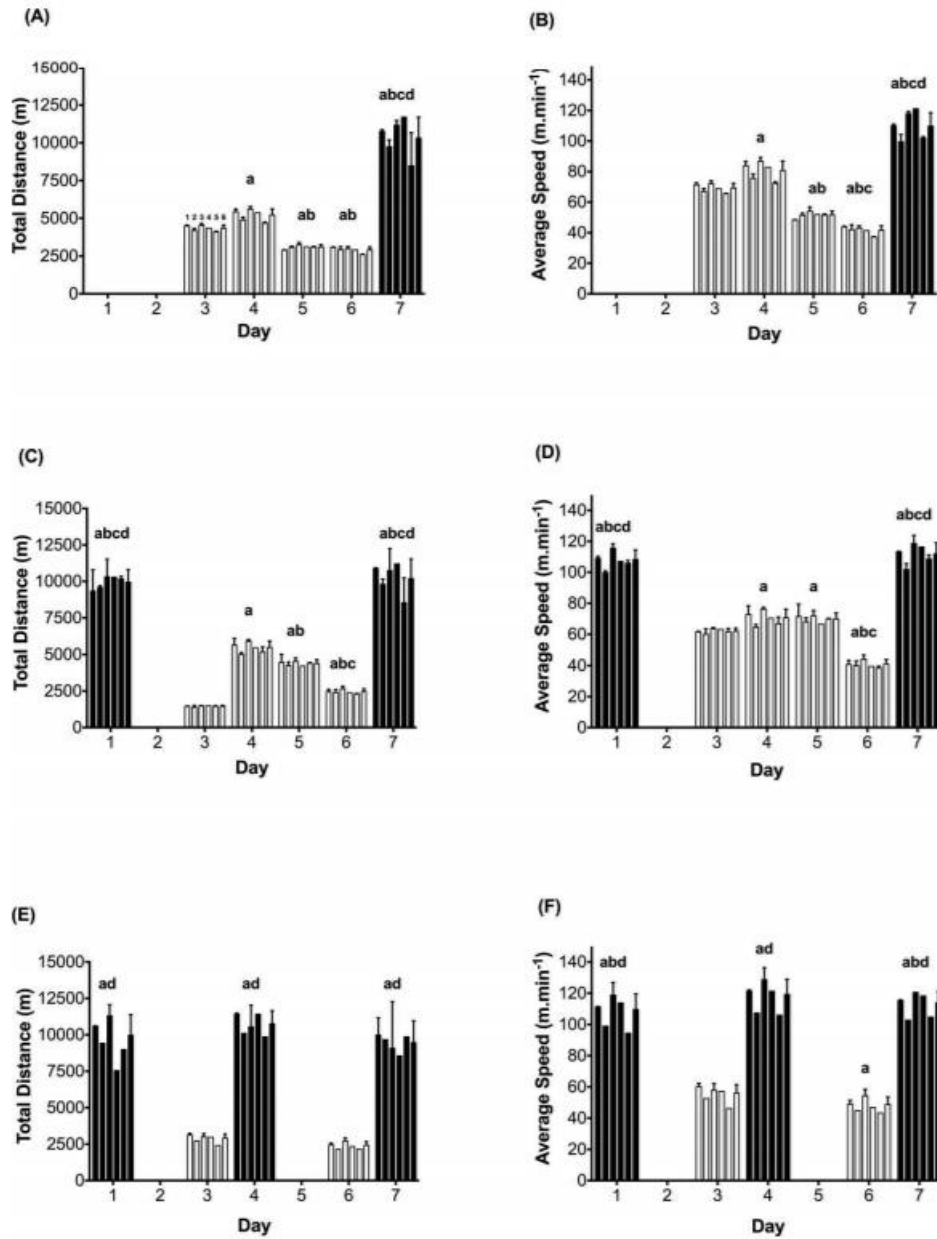 (A)
Total Distance (m)
15000
12500
10000
7500
5000
2500
0
1 2 3 4 5 6
a
ab
ab
abcd
1 2 3 4 5 6 7
Day
(B)
Average Speed (m.min-1)
140
120
100
80
60
40
20
0
a
ab
abc
abcd
1 2 3 4 5 6 7
Day
(C)
Total Distance (m)
15000
12500
10000
7500
5000
2500
0
abcd
a
ab
abc
abcd
1 2 3 4 5 6 7
Day
(D)
Average Speed (m.min-1)
140
120
100
80
60
40
20
0
abcd
a
a
abc
abcd
1 2 3 4 5 6 7
Day
(E)
Total Distance (m)
15000
12500
10000
7500
5000
2500
0
ad
ad
ad
1 2 3 4 5 6 7
Day
(F)
Average Speed (m.min-1)
140
120
100
80
60
40
20
0
abd
ad
a
abd
1 2 3 4 5 6 7
Day